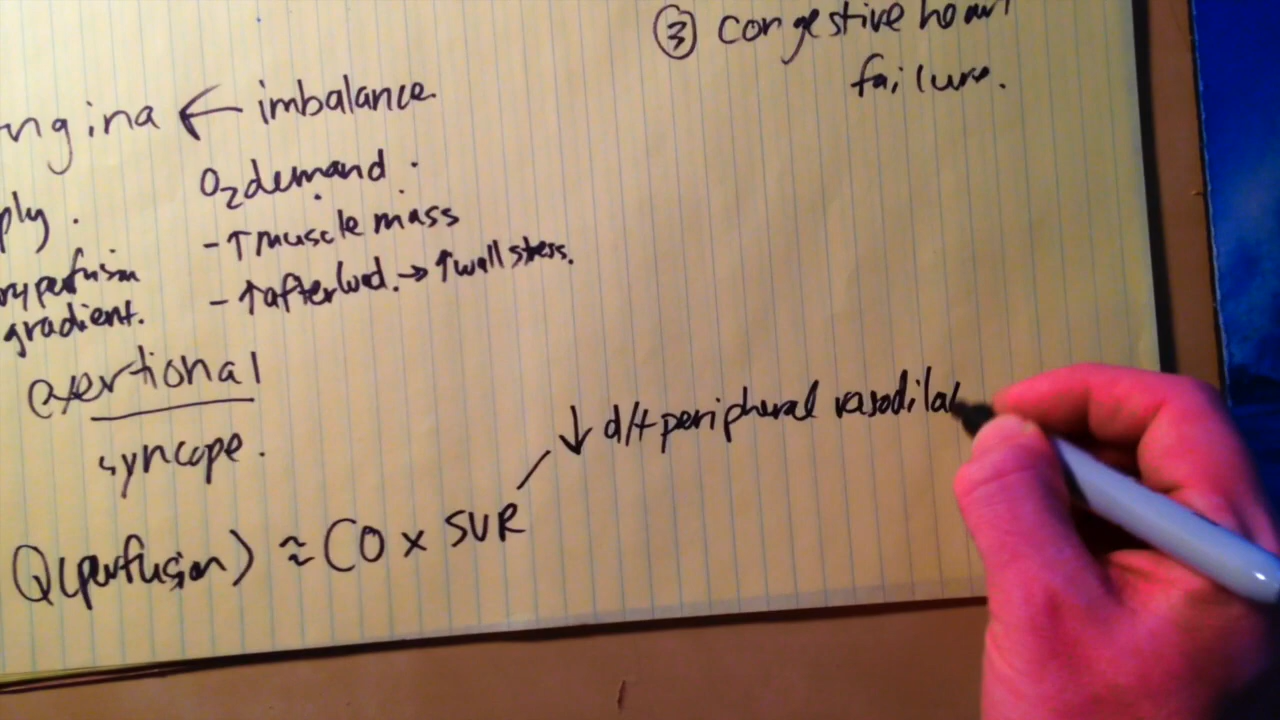 ③ congestive heart
failure.
ngina ← imbalance.
O₂ demand.
ply.
- ↑ muscle mass
perfusion
- ↑ afterload. → ↑ wall stress.
gradient.
exertional
syncope.
↓ d/t peripheral vasodilat
Q(perfusion) ≈ CO x SVR